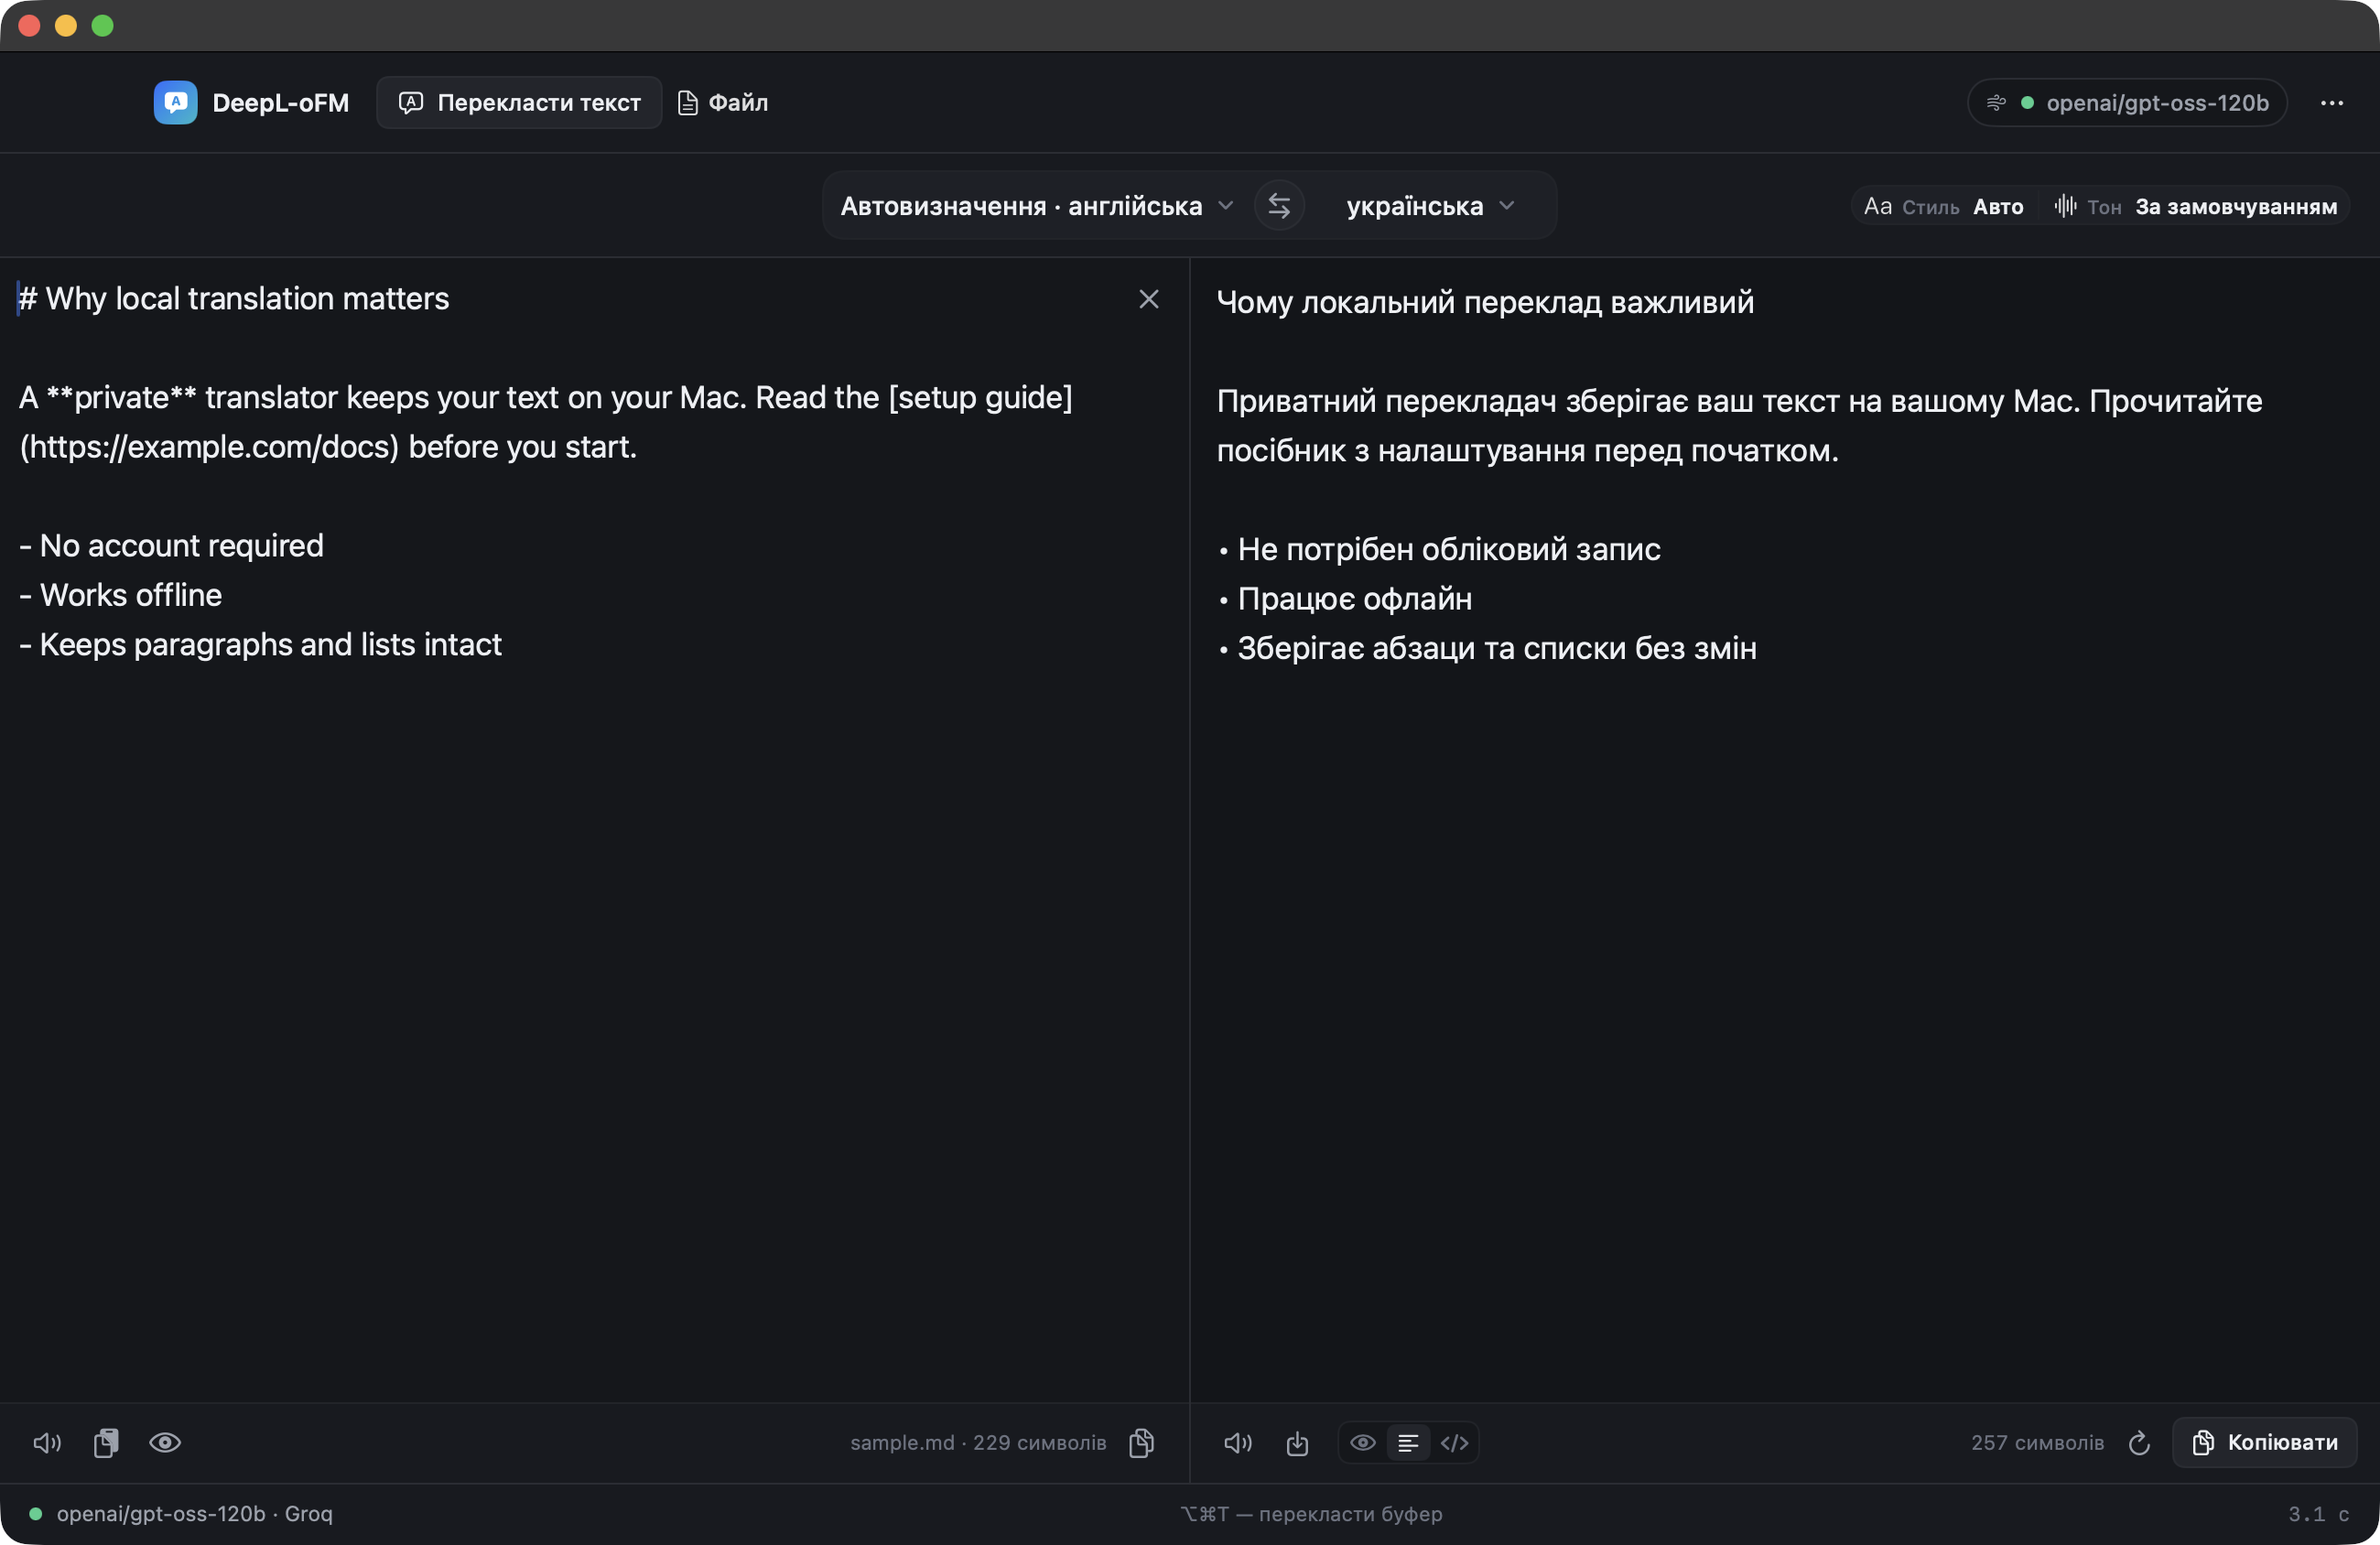 DeepL-oFM
Перекласти текст
Файл
openai/gpt-oss-120b
Автовизначення · англійська
українська
Aa Стиль Авто
Тон За замовчуванням
# Why local translation matters
A **private** translator keeps your text on your Mac. Read the [setup guide]
(https://example.com/docs) before you start.
- No account required
- Works offline
- Keeps paragraphs and lists intact
Чому локальний переклад важливий
Приватний перекладач зберігає ваш текст на вашому Mac. Прочитайте
посібник з налаштування перед початком.
• Не потрібен обліковий запис
• Працює офлайн
• Зберігає абзаци та списки без змін
sample.md · 229 символів
257 символів
Копіювати
openai/gpt-oss-120b · Groq
⌥⌘T — перекласти буфер
3.1 с